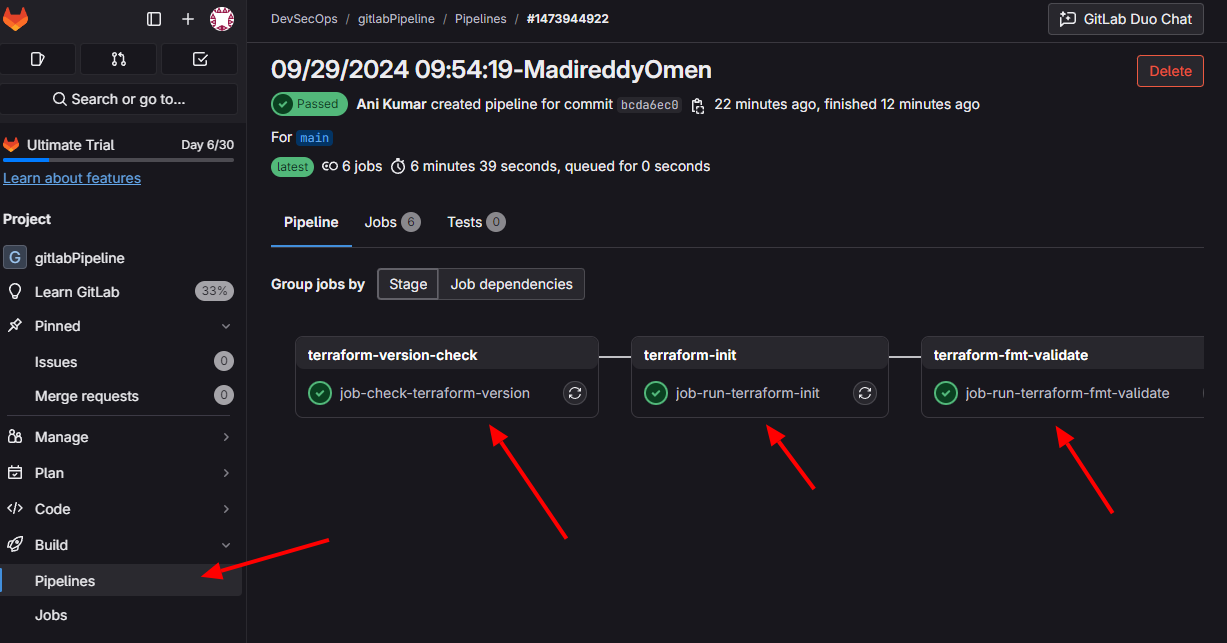 DevSecOps / gitlabPipeline / Pipelines / #1473944922
GitLab Duo Chat
Search or go to...
Ultimate Trial Day 6/30
Learn about features
Project
G gitlabPipeline
Learn GitLab 33%
Pinned
Issues 0
Merge requests 0
Manage
Plan
Code
Build
Pipelines
Jobs
09/29/2024 09:54:19-MadireddyOmen
Delete
Passed Ani Kumar created pipeline for commit bcda6ec0 22 minutes ago, finished 12 minutes ago
For main
latest 6 jobs 6 minutes 39 seconds, queued for 0 seconds
Pipeline Jobs 6 Tests 0
Group jobs by Stage Job dependencies
terraform-version-check
job-check-terraform-version
terraform-init
job-run-terraform-init
terraform-fmt-validate
job-run-terraform-fmt-validate